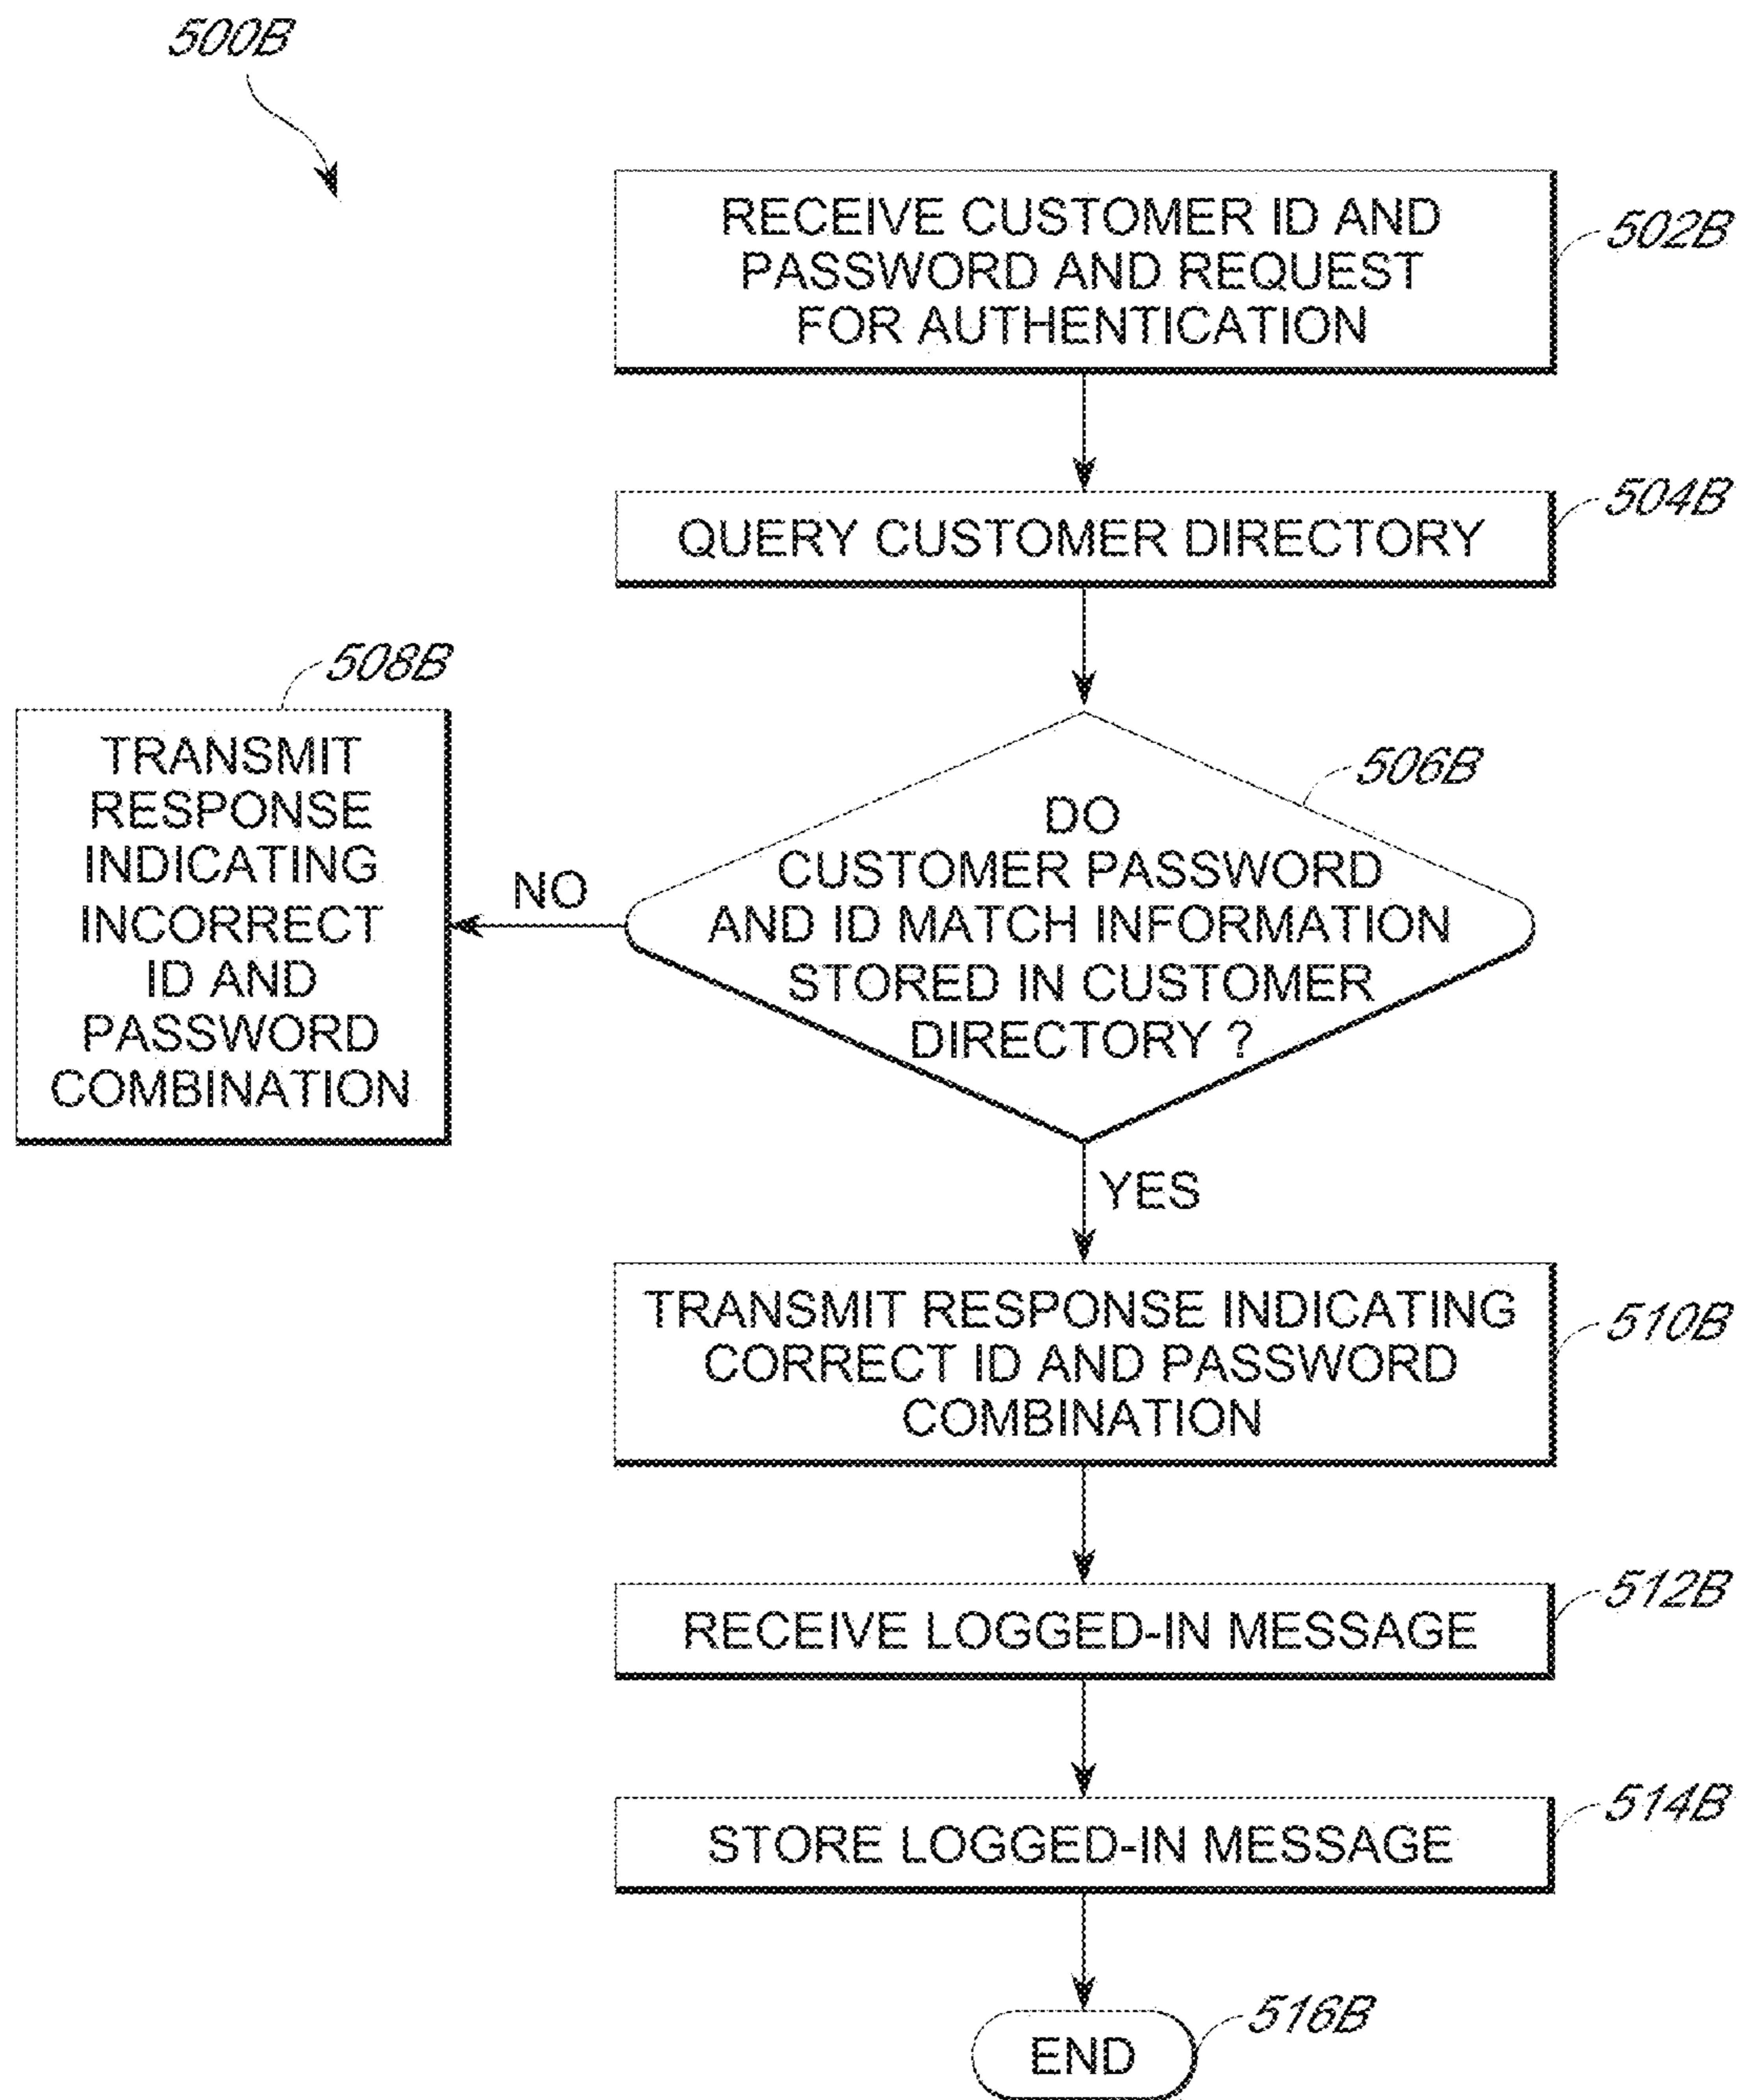 500B
RECEIVE CUSTOMER ID AND
PASSWORD AND REQUEST
FOR AUTHENTICATION
502B
QUERY CUSTOMER DIRECTORY
504B
DO
CUSTOMER PASSWORD
AND ID MATCH INFORMATION
STORED IN CUSTOMER
DIRECTORY ?
506B
NO
508B
TRANSMIT
RESPONSE
INDICATING
INCORRECT
ID AND
PASSWORD
COMBINATION
YES
TRANSMIT RESPONSE INDICATING
CORRECT ID AND PASSWORD
COMBINATION
510B
RECEIVE LOGGED-IN MESSAGE
512B
STORE LOGGED-IN MESSAGE
514B
END
516B